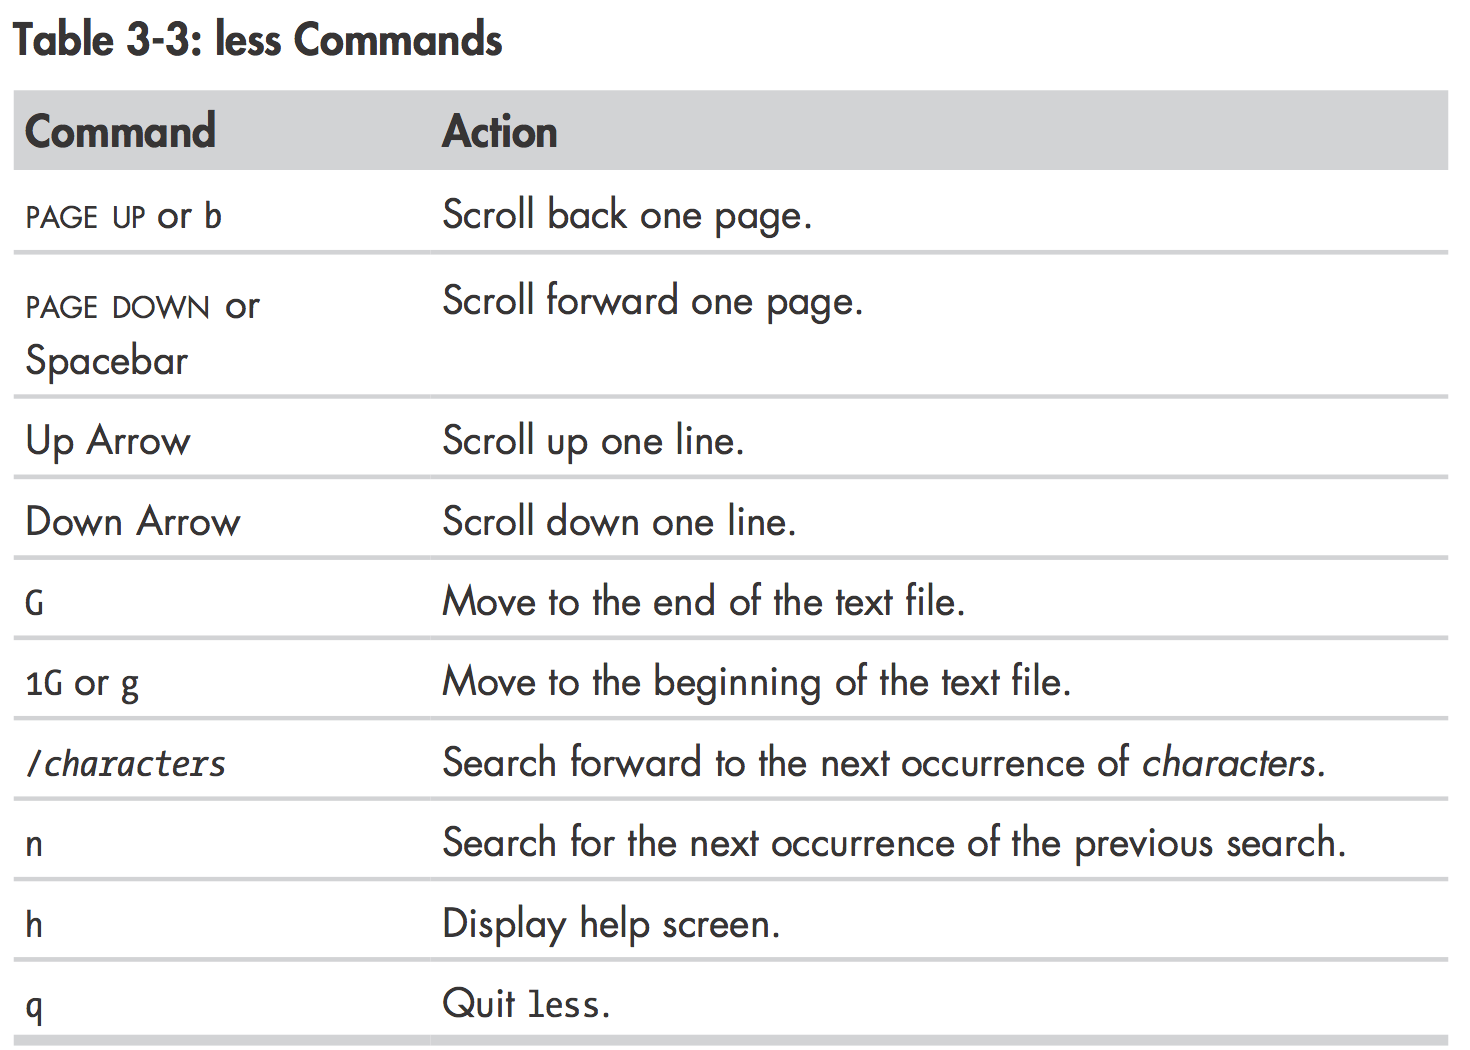 Table 3-3: less Commands
Command Action
PAGE UP or b Scroll back one page.
PAGE DOWN or Scroll forward one page.
Spacebar
Up Arrow Scroll up one line.
Down Arrow Scroll down one line.
G Move to the end of the text file.
1G or g Move to the beginning of the text file.
/characters Search forward to the next occurrence of characters.
n Search for the next occurrence of the previous search.
h Display help screen.
q Quit less.